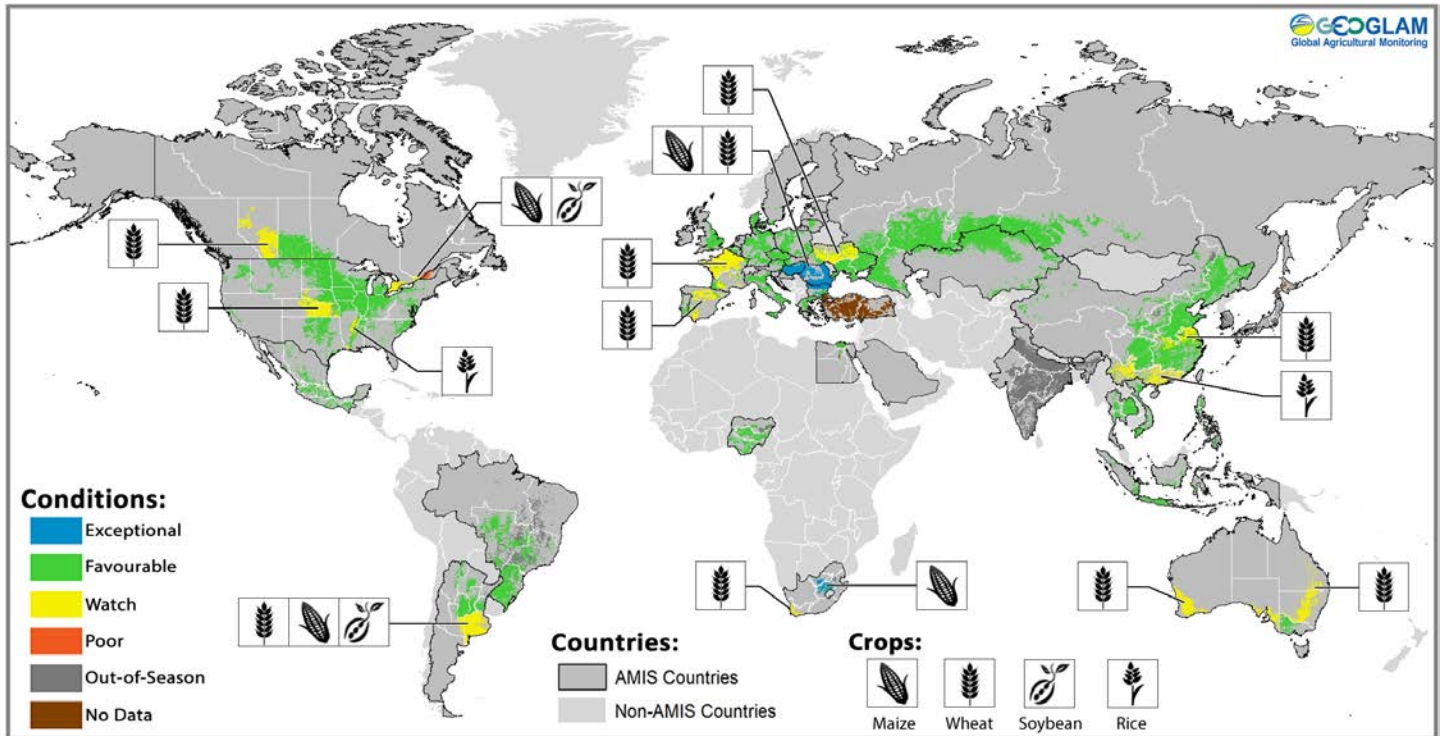 GEOGLAM
Global Agricultural Monitoring
Conditions:
Exceptional
Favourable
Watch
Poor
Out-of-Season
No Data
Countries:
AMIS Countries
Non-AMIS Countries
Crops:
Maize
Wheat
Soybean
Rice